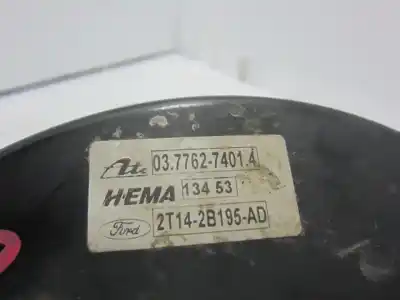 Ate 03.7762-7401.4
HEMA 134 53
Ford 2T14-2B195-AD